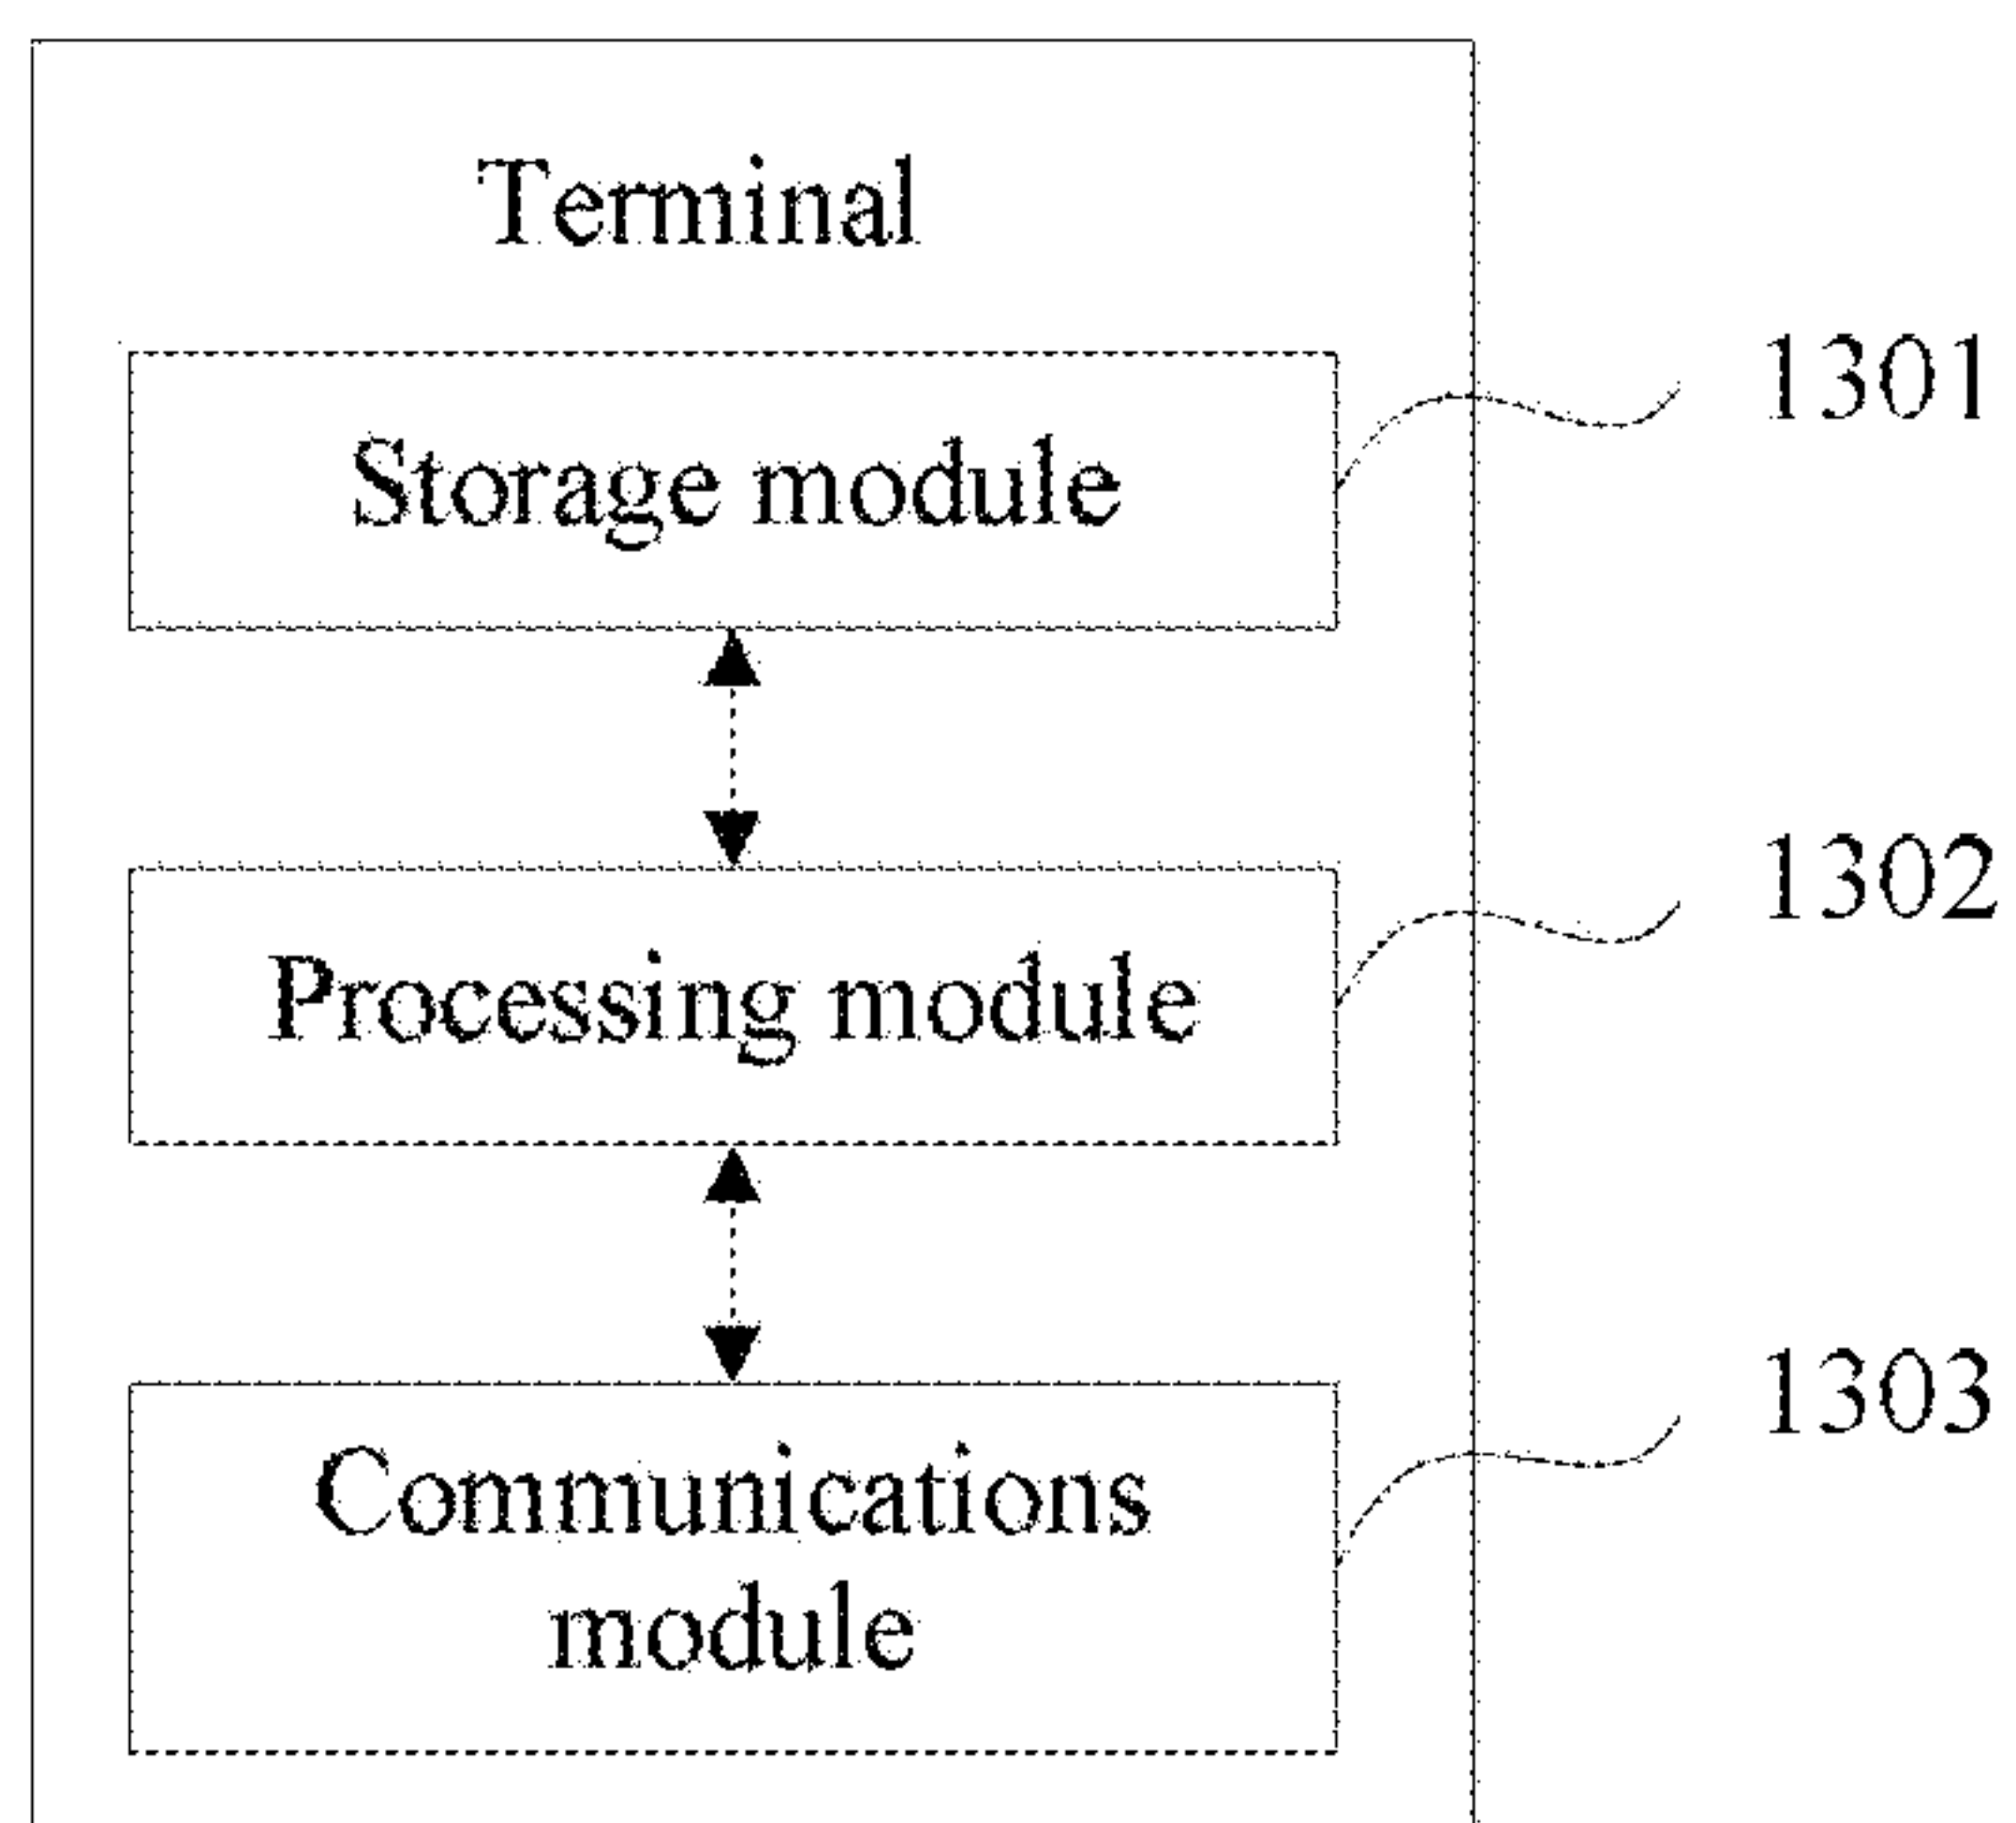 Terminal
Storage module
1301
Processing module
1302
Communications
module
1303